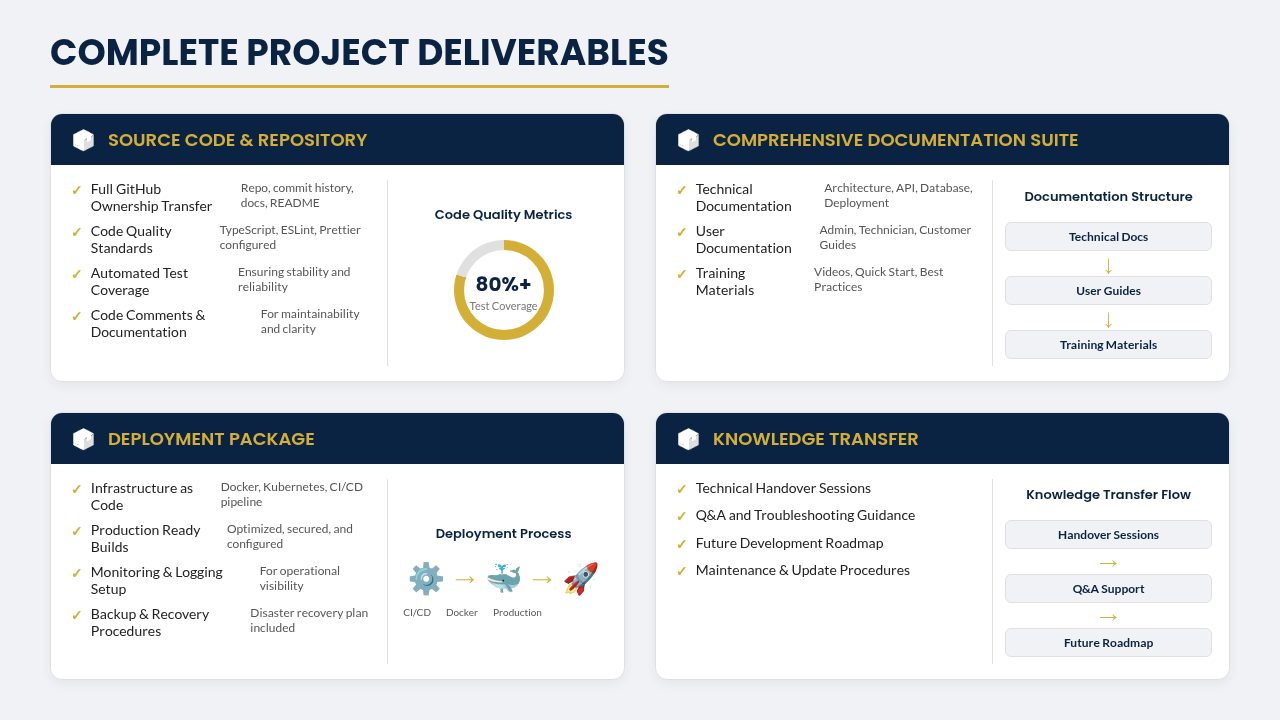 COMPLETE PROJECT DELIVERABLES
SOURCE CODE & REPOSITORY
✓ Full GitHub
Ownership Transfer
Repo, commit history,
docs, README
✓ Code Quality
Standards
TypeScript, ESLint, Prettier
configured
✓ Automated Test
Coverage
Ensuring stability and
reliability
✓ Code Comments &
Documentation
For maintainability
and clarity
Code Quality Metrics
80%+
Test Coverage
COMPREHENSIVE DOCUMENTATION SUITE
✓ Technical
Documentation
Architecture, API, Database,
Deployment
✓ User
Documentation
Admin, Technician, Customer
Guides
✓ Training
Materials
Videos, Quick Start, Best
Practices
Documentation Structure
Technical Docs
↓
User Guides
↓
Training Materials
DEPLOYMENT PACKAGE
✓ Infrastructure as
Code
Docker, Kubernetes, CI/CD
pipeline
✓ Production Ready
Builds
Optimized, secured, and
configured
✓ Monitoring & Logging
Setup
For operational
visibility
✓ Backup & Recovery
Procedures
Disaster recovery plan
included
Deployment Process
→ →
CI/CD Docker Production
KNOWLEDGE TRANSFER
✓ Technical Handover Sessions
✓ Q&A and Troubleshooting Guidance
✓ Future Development Roadmap
✓ Maintenance & Update Procedures
Knowledge Transfer Flow
Handover Sessions
→
Q&A Support
→
Future Roadmap